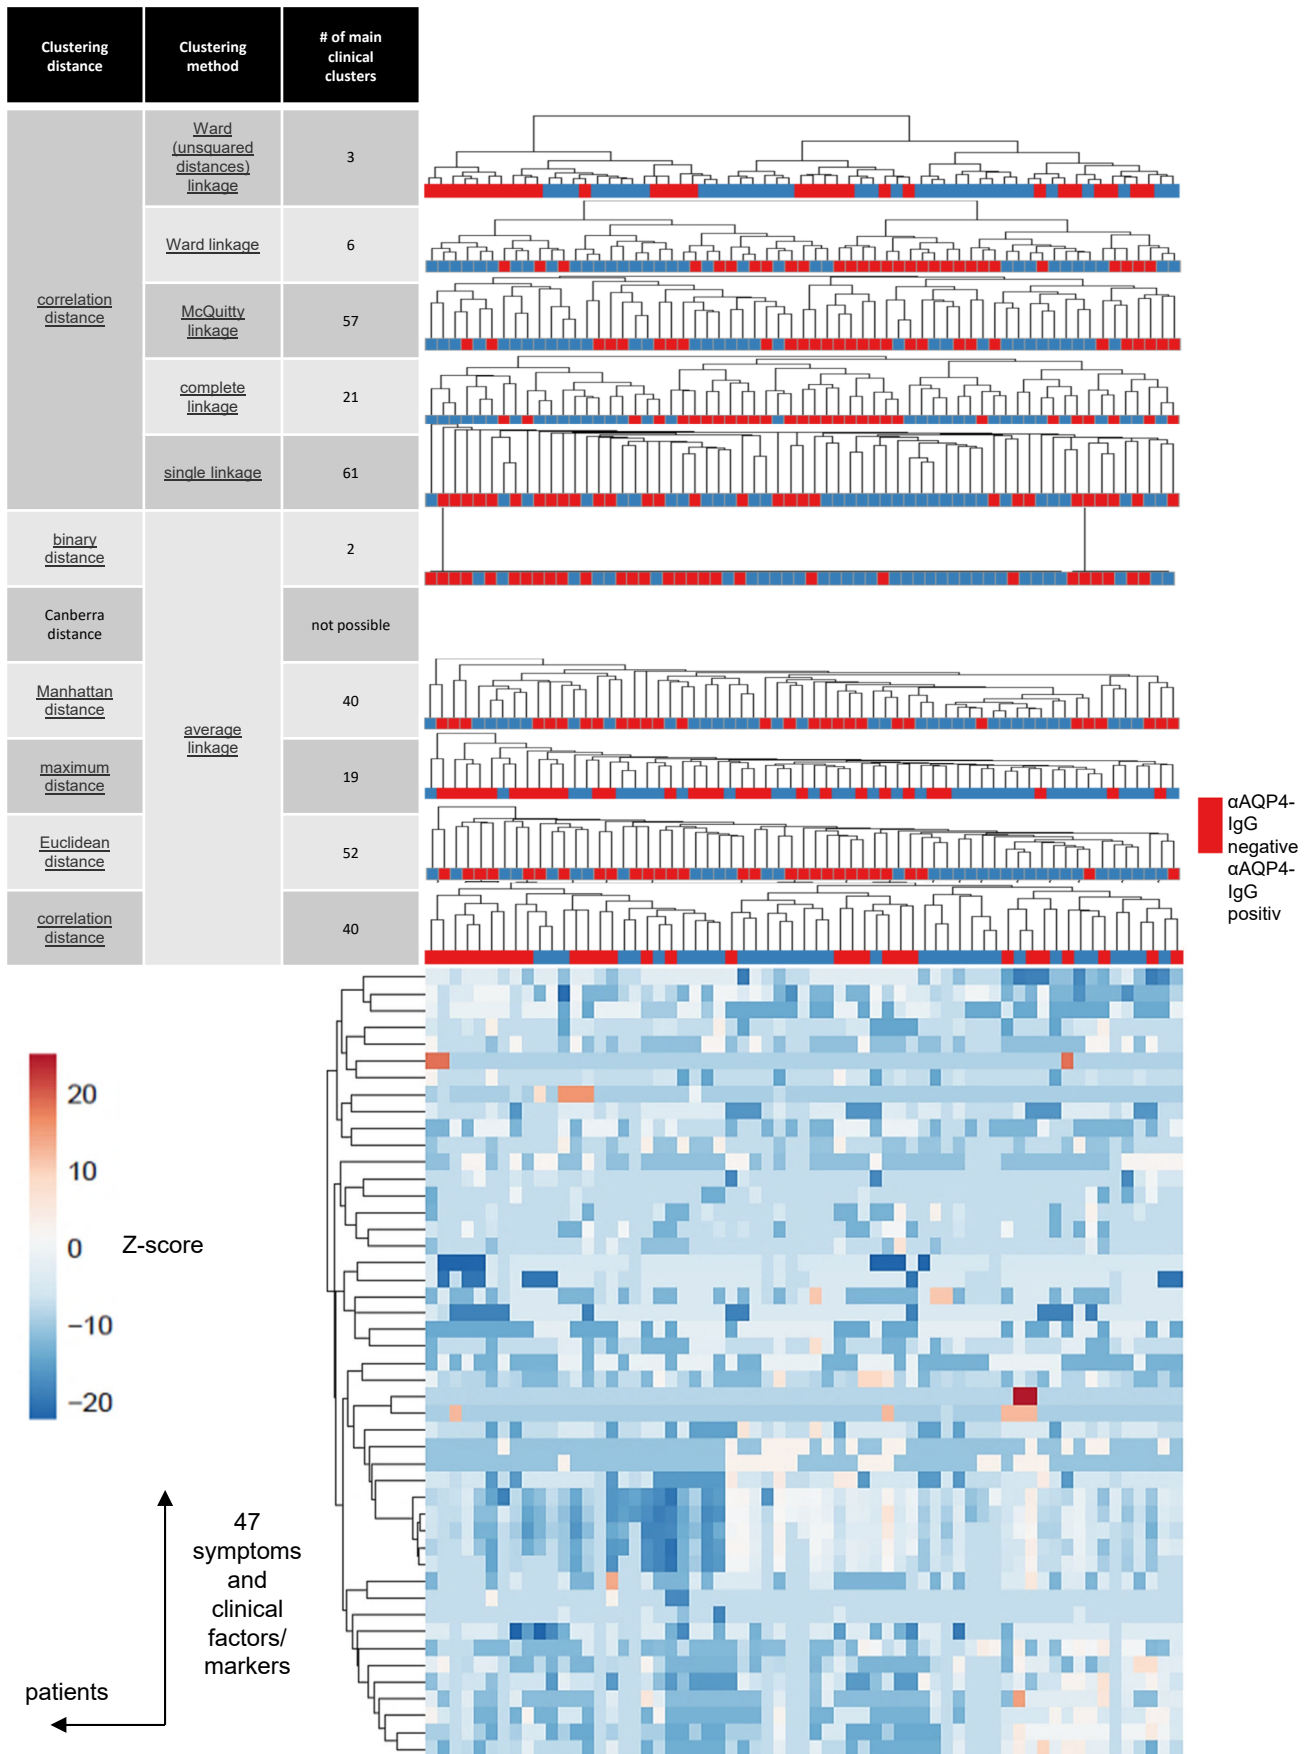 Clustering
distance
Clustering
method
# of main
clinical
clusters
correlation
distance
Ward
(unsquared
distances)
linkage
3
Ward linkage
6
McQuitty
linkage
57
complete
linkage
21
single linkage
61
binary
distance
average
linkage
2
Canberra
distance
not possible
Manhattan
distance
40
maximum
distance
19
Euclidean
distance
52
correlation
distance
40
αAQP4-
IgG
negative
αAQP4-
IgG
positiv
20
10
0
−10
−20
Z-score
47
symptoms
and
clinical
factors/
markers
patients